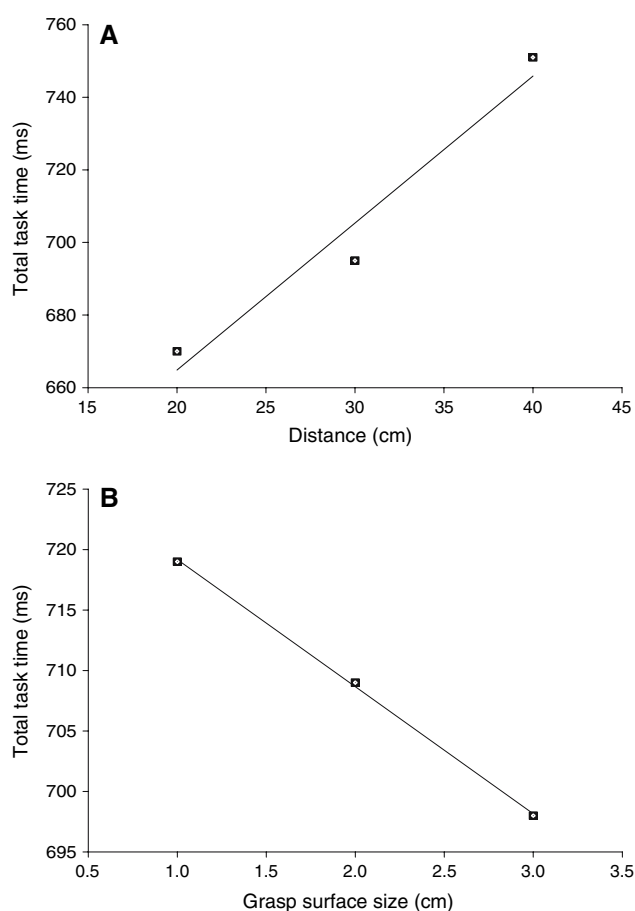 A
760
740
720
700
680
660
Total task time (ms)
15 20 25 30 35 40 45
Distance (cm)
B
725
720
715
710
705
700
695
Total task time (ms)
0.5 1.0 1.5 2.0 2.5 3.0 3.5
Grasp surface size (cm)